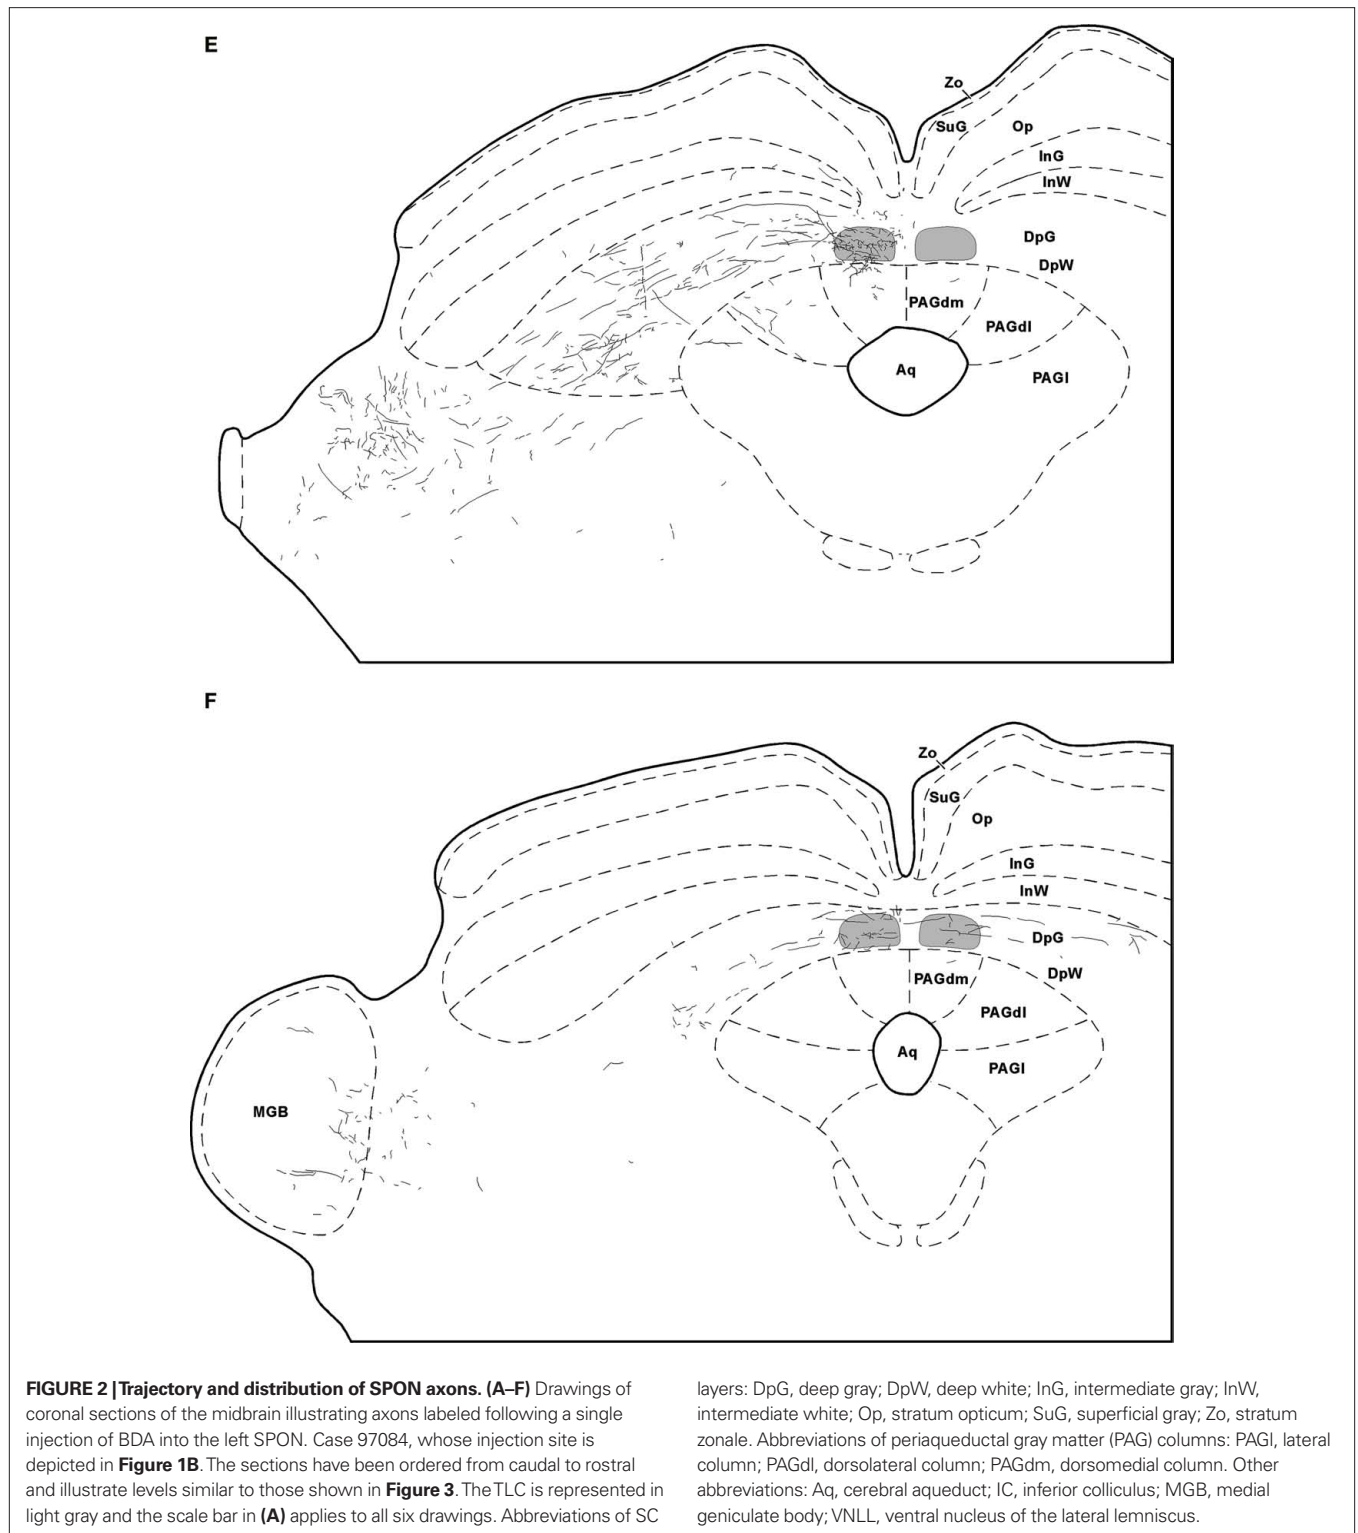 E
Zo
SuG
Op
InG
InW
DpG
DpW
PAGdm
PAGdl
Aq
PAGl
F
Zo
SuG
Op
InG
InW
DpG
PAGdm
DpW
PAGdl
Aq
PAGl
MGB
FIGURE 2 | Trajectory and distribution of SPON axons. (A–F) Drawings of
coronal sections of the midbrain illustrating axons labeled following a single
injection of BDA into the left SPON. Case 97084, whose injection site is
depicted in Figure 1B. The sections have been ordered from caudal to rostral
and illustrate levels similar to those shown in Figure 3. The TLC is represented in
light gray and the scale bar in (A) applies to all six drawings. Abbreviations of SC
layers: DpG, deep gray; DpW, deep white; InG, intermediate gray; InW,
intermediate white; Op, stratum opticum; SuG, superficial gray; Zo, stratum
zonale. Abbreviations of periaqueductal gray matter (PAG) columns: PAGl, lateral
column; PAGdl, dorsolateral column; PAGdm, dorsomedial column. Other
abbreviations: Aq, cerebral aqueduct; IC, inferior colliculus; MGB, medial
geniculate body; VNLL, ventral nucleus of the lateral lemniscus.